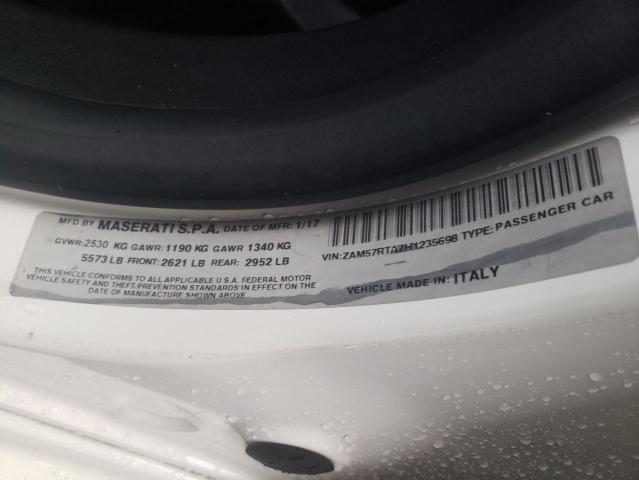 MFD BY MASERATI S.P.A. DATE OF MFR: 1/17
GVWR: 2530 KG GAWR: 1190 KG GAWR 1340 KG
5573 LB FRONT: 2621 LB REAR: 2952 LB
THIS VEHICLE CONFORMS TO ALL APPLICABLE U.S.A. FEDERAL MOTOR
VEHICLE SAFETY AND THEFT PREVENTION STANDARDS IN EFFECT ON THE
DATE OF MANUFACTURE SHOWN ABOVE
VIN: ZAM57RTA7H1235698 TYPE: PASSENGER CAR
VEHICLE MADE IN: ITALY